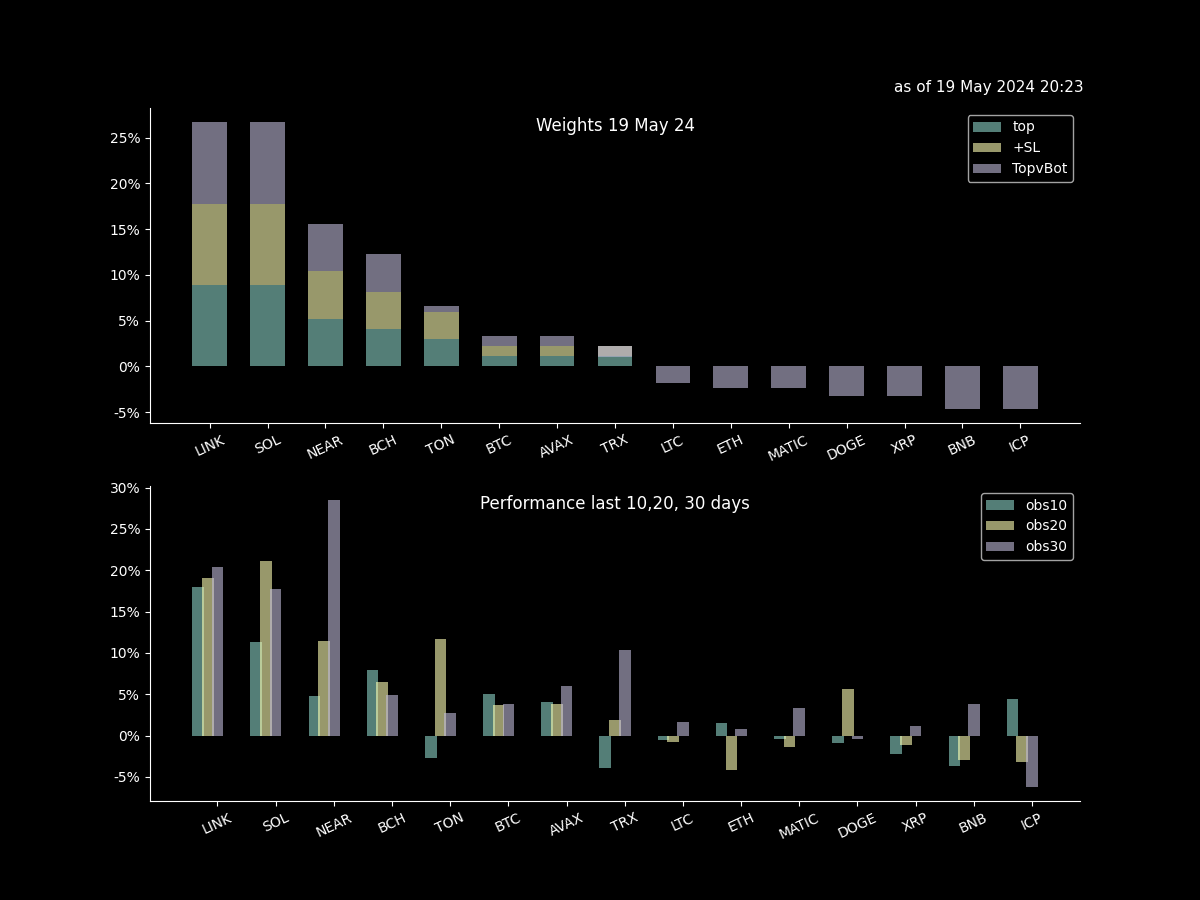 as of 19 May 2024 20:23
Weights 19 May 24
top
+SL
TopvBot
25%
20%
15%
10%
5%
0%
-5%
LINK SOL NEAR BCH TON BTC AVAX TRX LTC ETH MATIC DOGE XRP BNB ICP
Performance last 10,20, 30 days
obs10
obs20
obs30
30%
25%
20%
15%
10%
5%
0%
-5%
LINK SOL NEAR BCH TON BTC AVAX TRX LTC ETH MATIC DOGE XRP BNB ICP